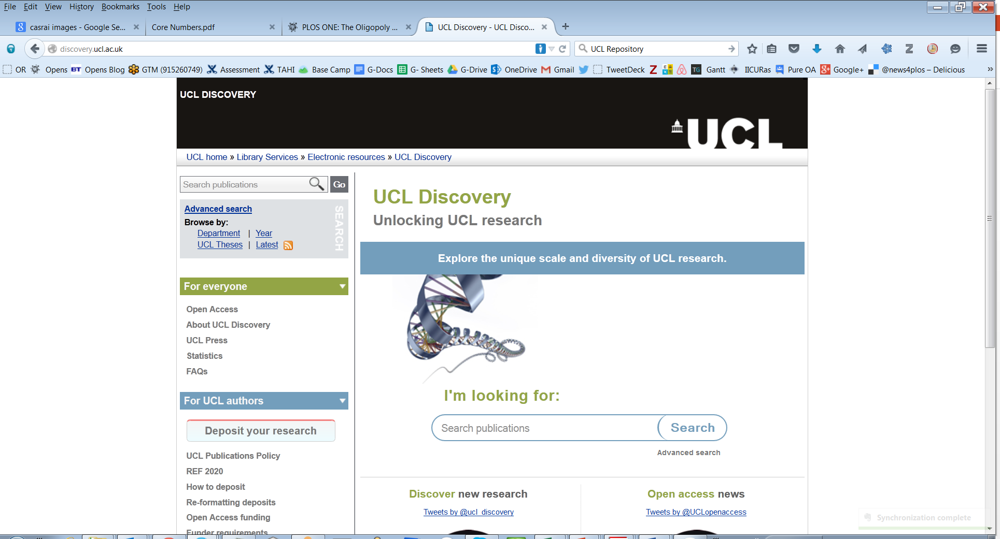 File Edit View History Bookmarks Tools Help
casrai images - Google Se...
Core Numbers.pdf
PLOS ONE: The Oligopoly ...
UCL Discovery - UCL Disco...
discovery.ucl.ac.uk
UCL Repository
OR Opens BT Opens Blog GTM (915260749) Assessment TAHI Base Camp G-Docs G- Sheets G-Drive OneDrive Gmail TweetDeck Z TG Gantt IICURas Pure OA Google+ @news4plos – Delicious »
UCL DISCOVERY
UCL
UCL home » Library Services » Electronic resources » UCL Discovery
Search publications Go
Advanced search
Browse by:
Department | Year
UCL Theses | Latest
SEARCH
For everyone
Open Access
About UCL Discovery
UCL Press
Statistics
FAQs
For UCL authors
Deposit your research
UCL Publications Policy
REF 2020
How to deposit
Re-formatting deposits
Open Access funding
Funder requirements
UCL Discovery
Unlocking UCL research
Explore the unique scale and diversity of UCL research.
I'm looking for:
Search publications Search
Advanced search
Discover new research
Tweets by @ucl_discovery
Open access news
Tweets by @UCLopenaccess
Synchronization complete